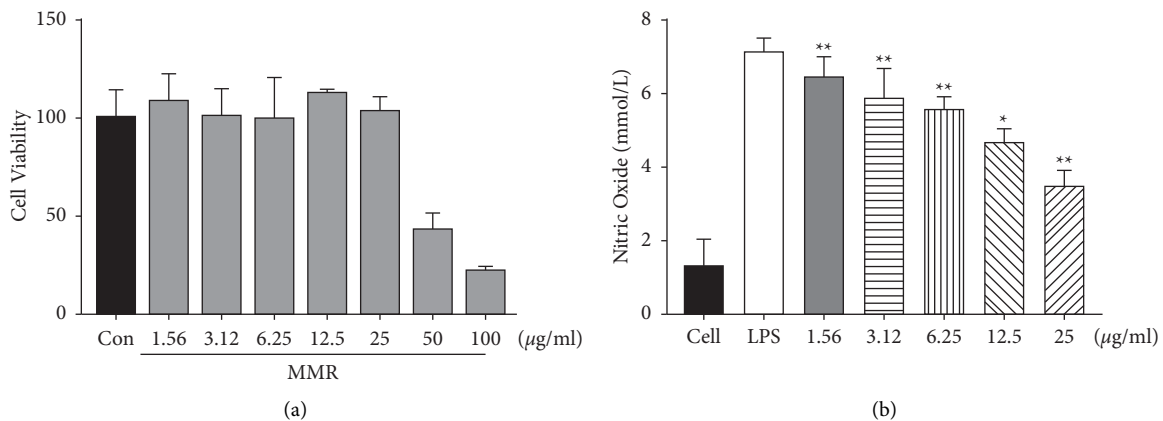 150
100
50
0
Cell Viability
Con 1.56 3.12 6.25 12.5 25 50 100 (μg/ml)
MMR
(a)
8
6
4
2
0
Nitric Oxide (mmol/L)
** ** ** * **
Cell LPS 1.56 3.12 6.25 12.5 25 (μg/ml)
(b)